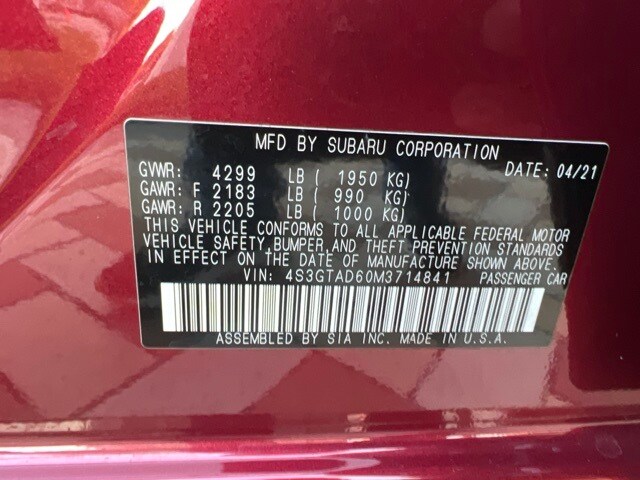 MFD BY SUBARU CORPORATION
GVWR: 4299 LB ( 1950 KG) DATE: 04/21
GAWR: F 2183 LB ( 990 KG)
GAWR: R 2205 LB ( 1000 KG)
THIS VEHICLE CONFORMS TO ALL APPLICABLE FEDERAL MOTOR
VEHICLE SAFETY, BUMPER, AND THEFT PREVENTION STANDARDS
IN EFFECT ON THE DATE OF MANUFACTURE SHOWN ABOVE.
VIN: 4S3GTAD60M3714841 PASSENGER CAR
ASSEMBLED BY SIA INC. MADE IN U.S.A.